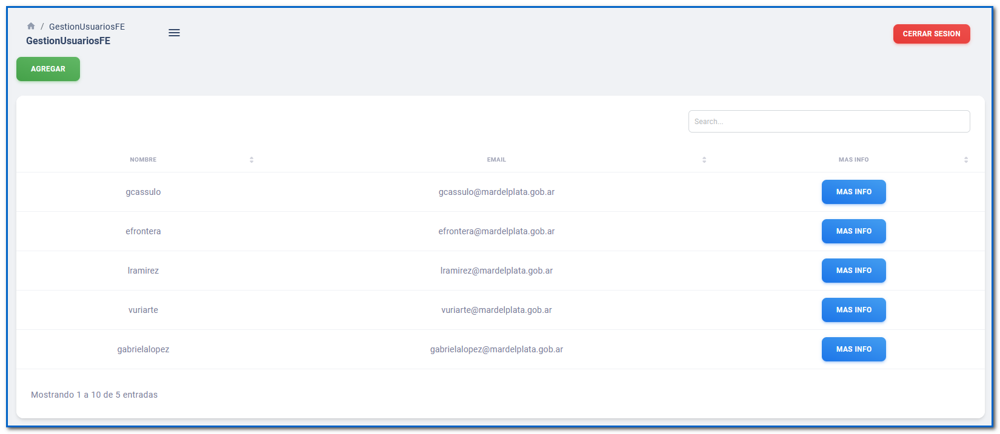 / GestionUsuariosFE
GestionUsuariosFE
CERRAR SESION
AGREGAR
Search...
NOMBRE EMAIL MAS INFO
gcassulo gcassulo@mardelplata.gob.ar MAS INFO
efrontera efrontera@mardelplata.gob.ar MAS INFO
lramirez lramirez@mardelplata.gob.ar MAS INFO
vuriarte vuriarte@mardelplata.gob.ar MAS INFO
gabrielalopez gabrielalopez@mardelplata.gob.ar MAS INFO
Mostrando 1 a 10 de 5 entradas